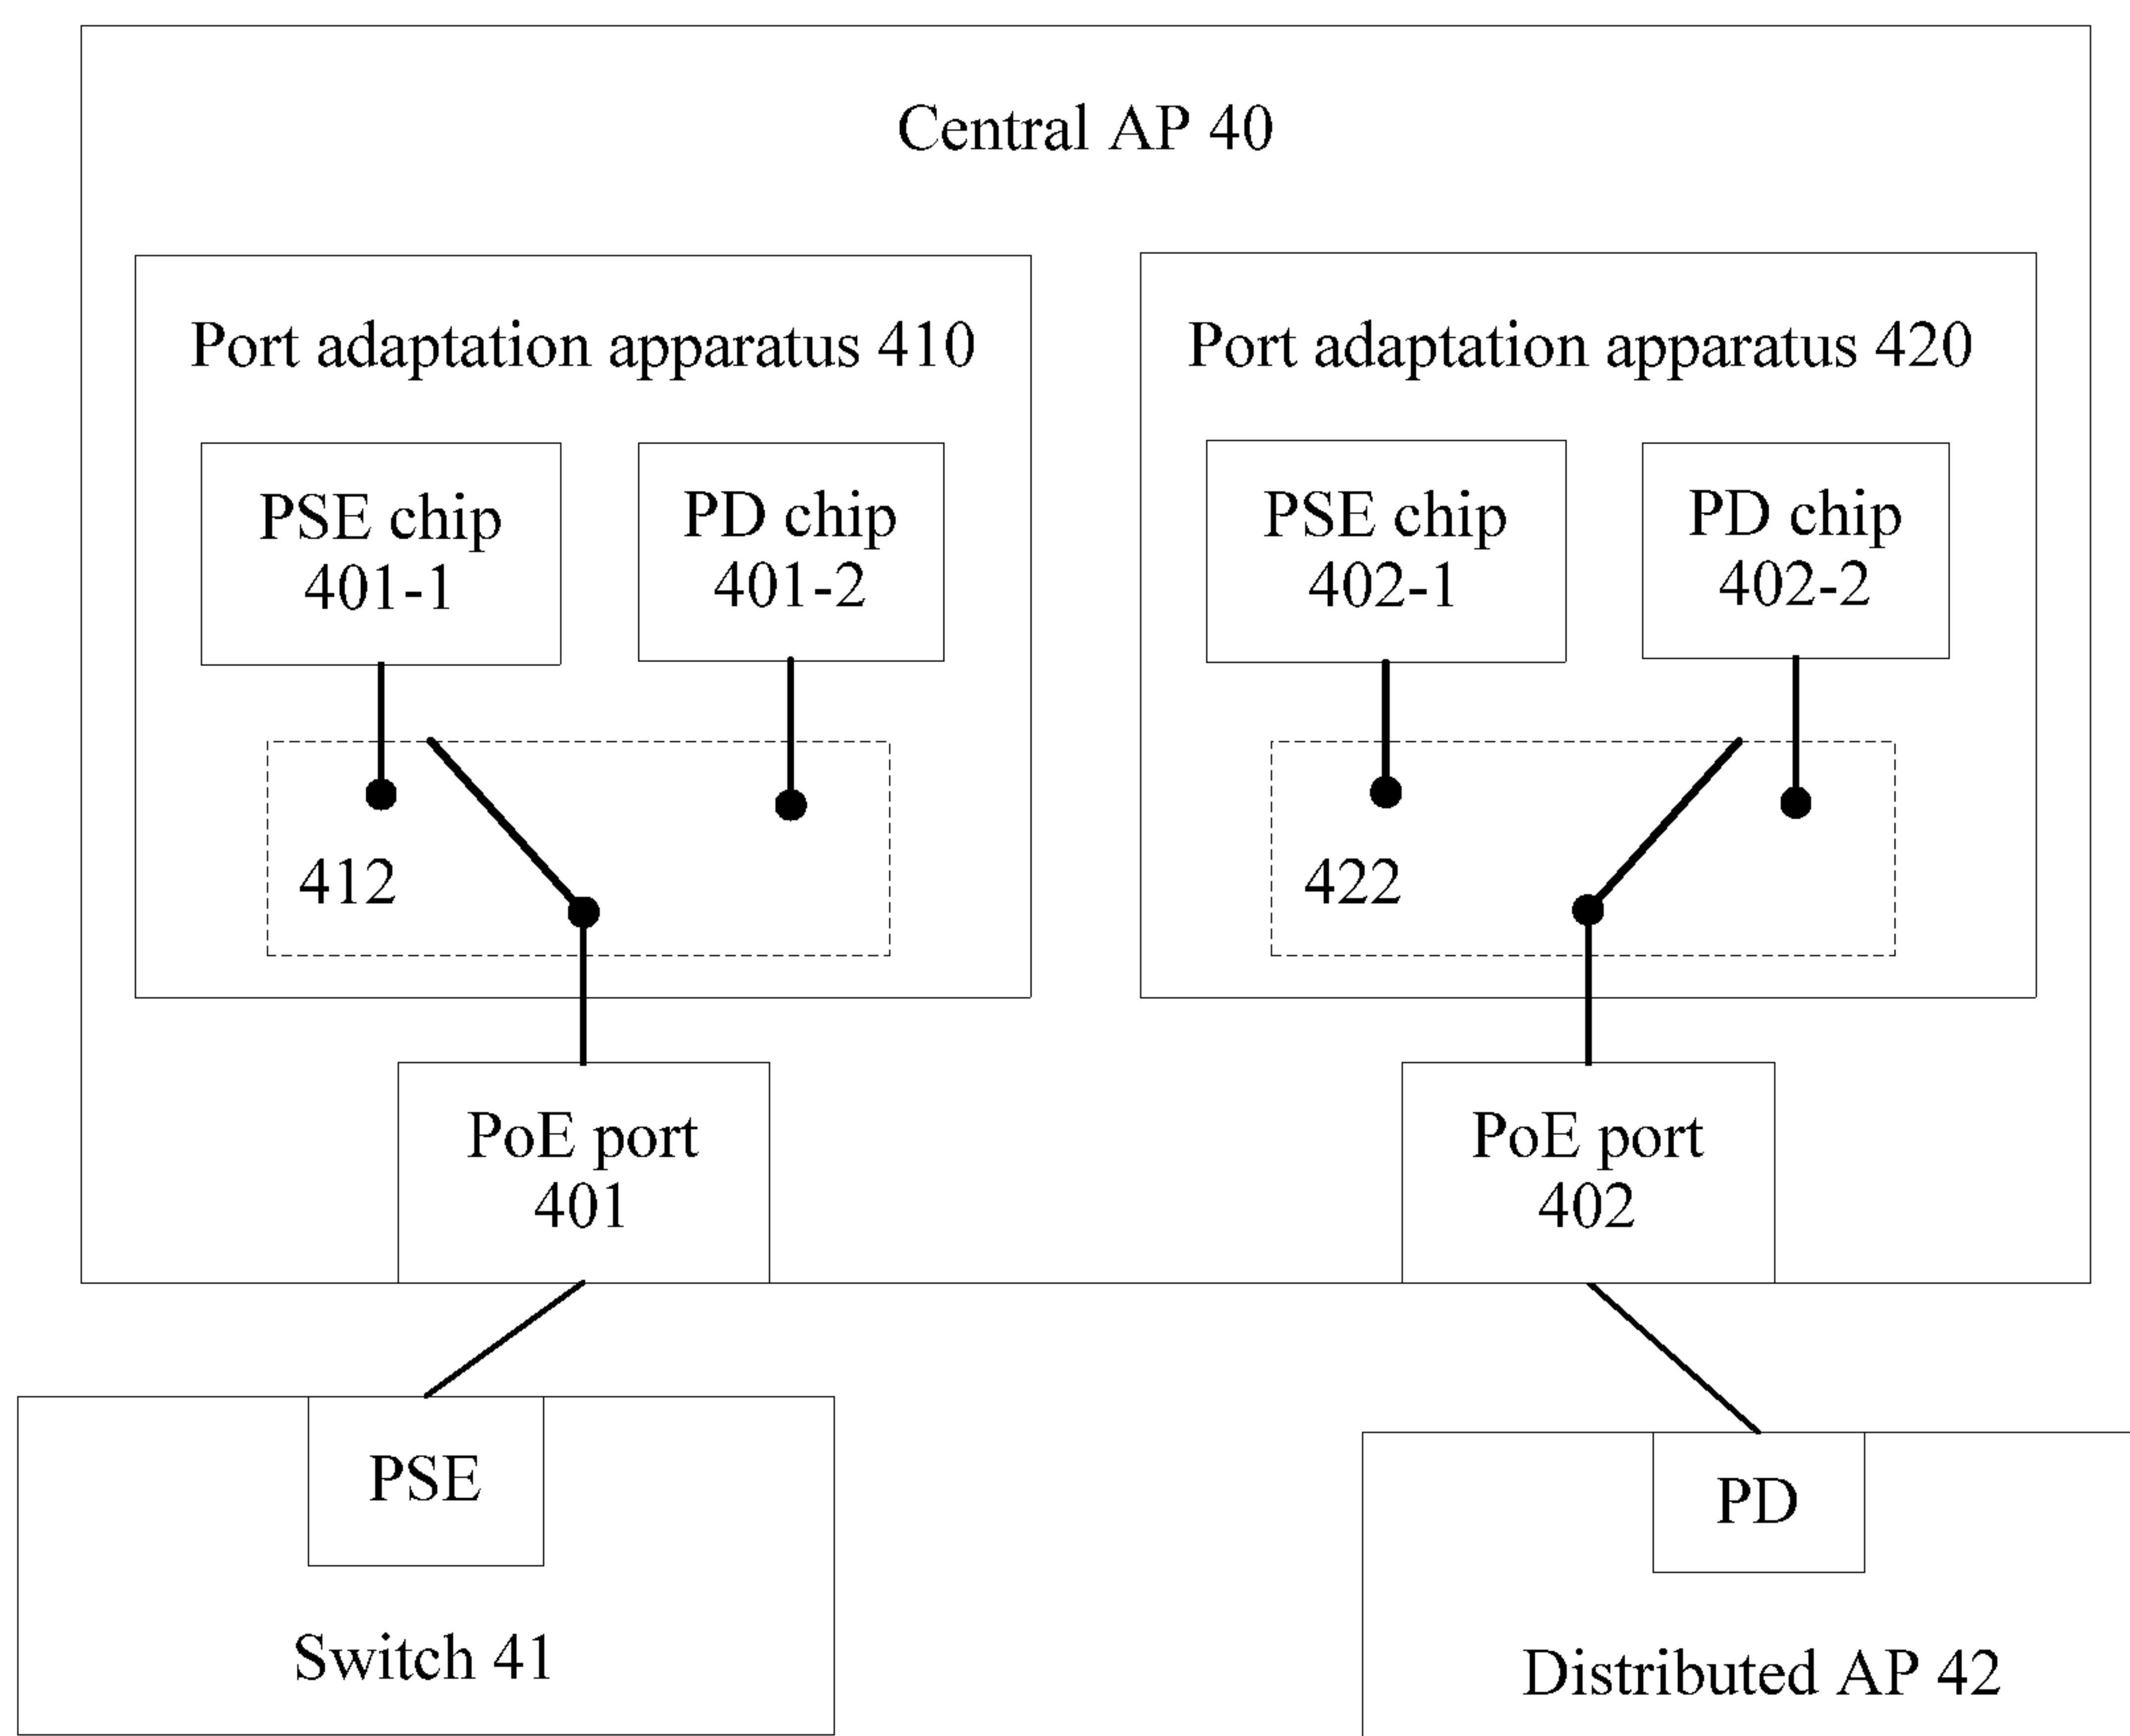 Central AP 40
Port adaptation apparatus 410
PSE chip
401-1
PD chip
401-2
412
Port adaptation apparatus 420
PSE chip
402-1
PD chip
402-2
422
PoE port
401
PoE port
402
PSE
Switch 41
PD
Distributed AP 42